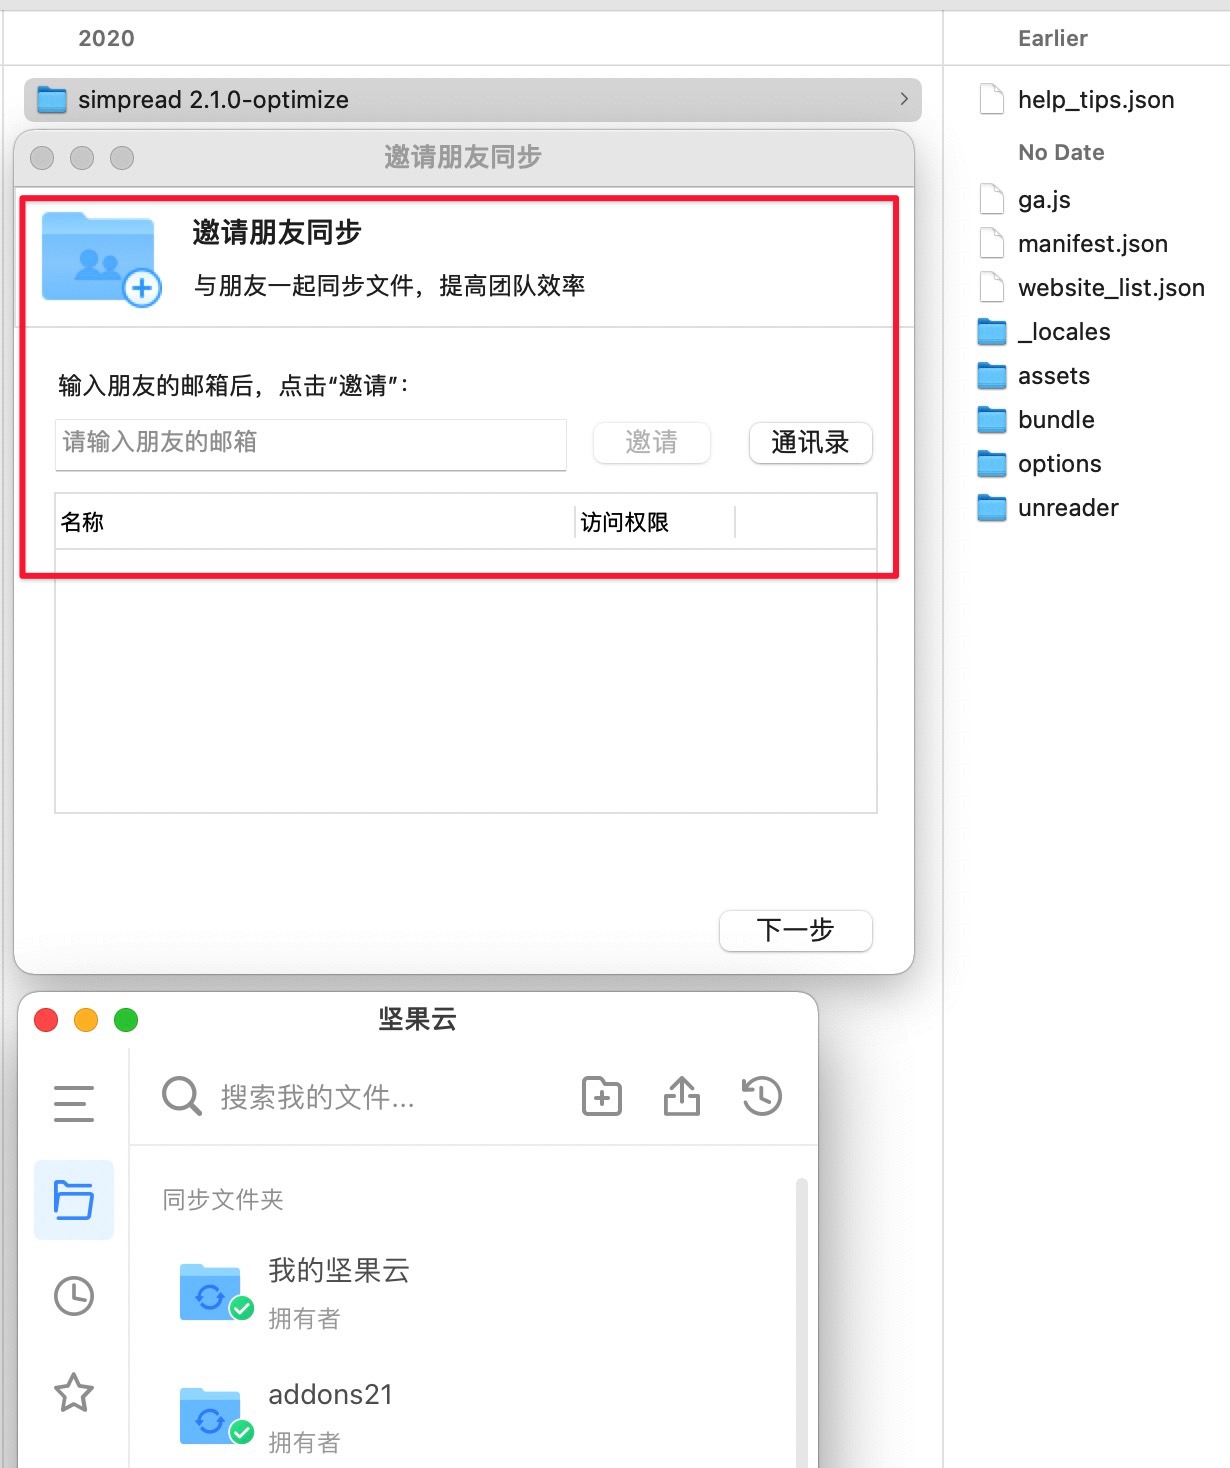 2020
simpread 2.1.0-optimize
邀请朋友同步
邀请朋友同步
与朋友一起同步文件，提高团队效率
输入朋友的邮箱后，点击“邀请”：
请输入朋友的邮箱
邀请
通讯录
名称
访问权限
下一步
坚果云
搜索我的文件...
同步文件夹
我的坚果云
拥有者
addons21
拥有者
Earlier
help_tips.json
No Date
ga.js
manifest.json
website_list.json
_locales
assets
bundle
options
unreader